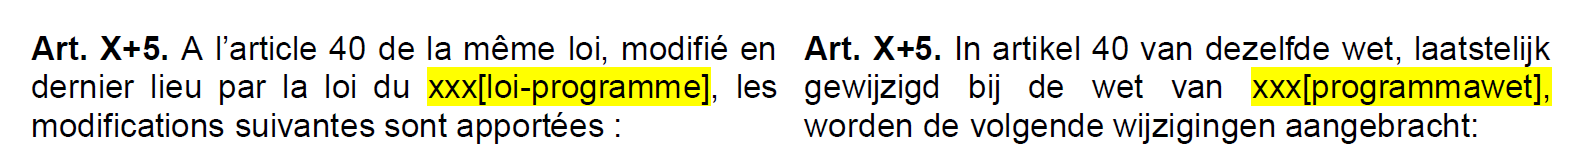 Art. X+5. A l’article 40 de la même loi, modifié en
dernier lieu par la loi du xxx[loi-programme], les
modifications suivantes sont apportées :
Art. X+5. In artikel 40 van dezelfde wet, laatstelijk
gewijzigd bij de wet van xxx[programmawet],
worden de volgende wijzigingen aangebracht: